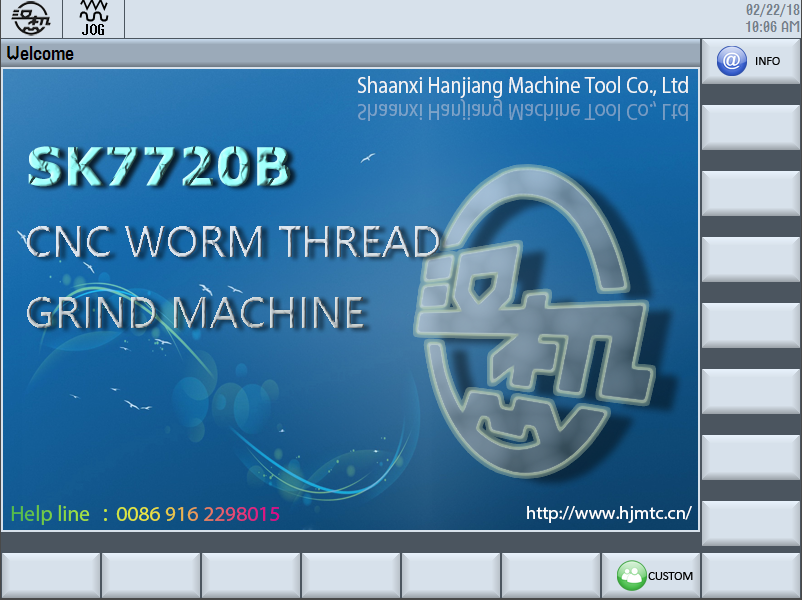 02/22/18
JOG
10:06 AM
Welcome
@ INFO
Shaanxi Hanjiang Machine Tool Co., Ltd
SK7720B
CNC WORM THREAD
GRIND MACHINE
Help line : 0086 916 2298015
http://www.hjmtc.cn/
CUSTOM